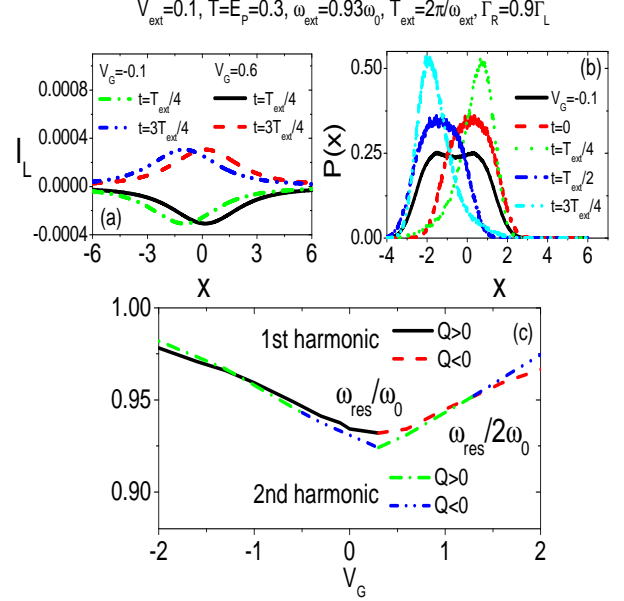 V_ext=0.1, T=E_P=0.3, ω_ext=0.93ω_0, T_ext=2π/ω_ext, Γ_R=0.9Γ_L
0.0008
0.0004
0.0000
-0.0004
I_L
V_G=-0.1 V_G=0.6
t=T_ext/4 t=T_ext/4
t=3T_ext/4 t=3T_ext/4
(a)
-6 -3 0 3 6
X
0.50
0.25
0.00
P(x)
(b)
V_G=-0.1
t=0
t=T_ext/4
t=T_ext/2
t=3T_ext/4
-4 -2 0 2 4 6
X
1.00
0.95
0.90
1st harmonic Q>0 (c)
Q<0
ω_res/ω_0
ω_res/2ω_0
2nd harmonic Q>0
Q<0
-2 -1 0 1 2
V_G